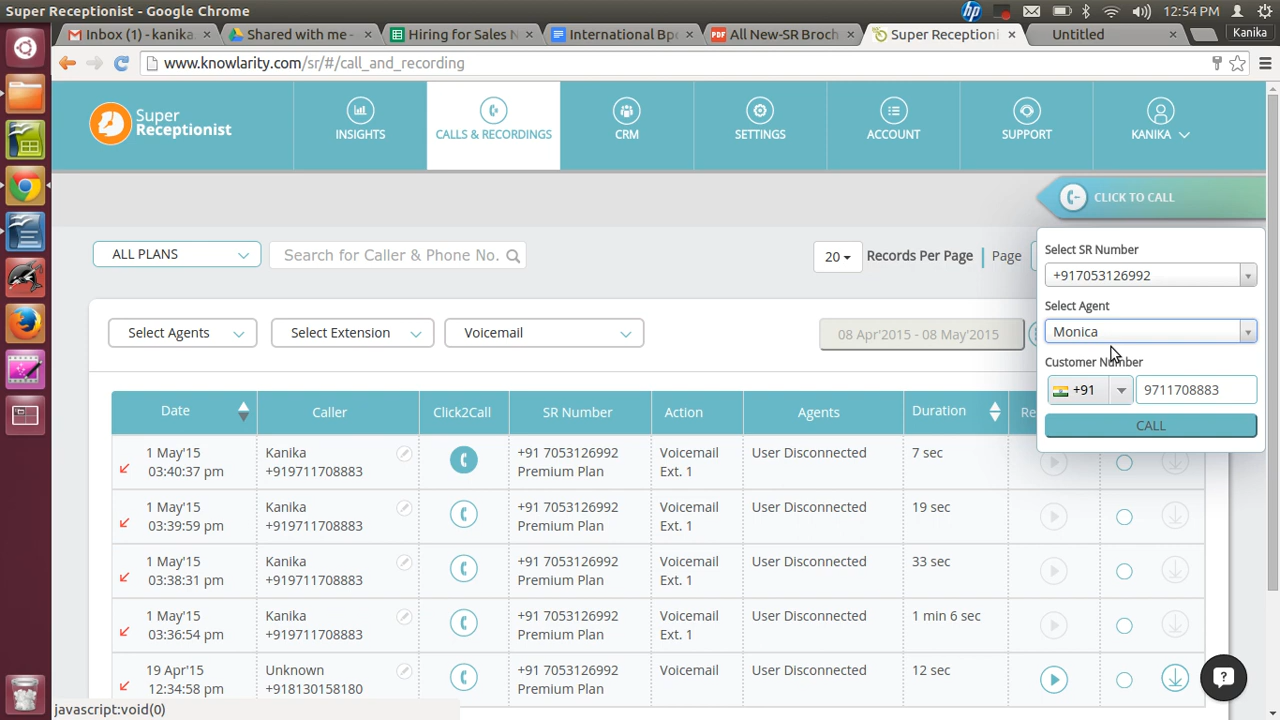 Super Receptionist - Google Chrome
12:54 PM
Inbox (1) - kanika.
Shared with me -
Hiring for Sales N
International Bpo
All New-SR Broch
Super Receptioni
Untitled
Kanika
www.knowlarity.com/sr/#/call_and_recording
Super
Receptionist
INSIGHTS
CALLS & RECORDINGS
CRM
SETTINGS
ACCOUNT
SUPPORT
KANIKA
CLICK TO CALL
ALL PLANS
Search for Caller & Phone No.
20
Records Per Page
Page
Select SR Number
+917053126992
Select Agent
Monica
Customer Number
+91
9711708883
CALL
Select Agents
Select Extension
Voicemail
08 Apr'2015 - 08 May'2015
Date Caller Click2Call SR Number Action Agents Duration
1 May'15 Kanika +91 7053126992 Voicemail User Disconnected 7 sec
03:40:37 pm +919711708883 Premium Plan Ext. 1
1 May'15 Kanika +91 7053126992 Voicemail User Disconnected 19 sec
03:39:59 pm +919711708883 Premium Plan Ext. 1
1 May'15 Kanika +91 7053126992 Voicemail User Disconnected 33 sec
03:38:31 pm +919711708883 Premium Plan Ext. 1
1 May'15 Kanika +91 7053126992 Voicemail User Disconnected 1 min 6 sec
03:36:54 pm +919711708883 Premium Plan Ext. 1
19 Apr'15 Unknown +91 7053126992 Voicemail User Disconnected 12 sec
12:34:58 pm +918130158180 Premium Plan
javascript:void(0)